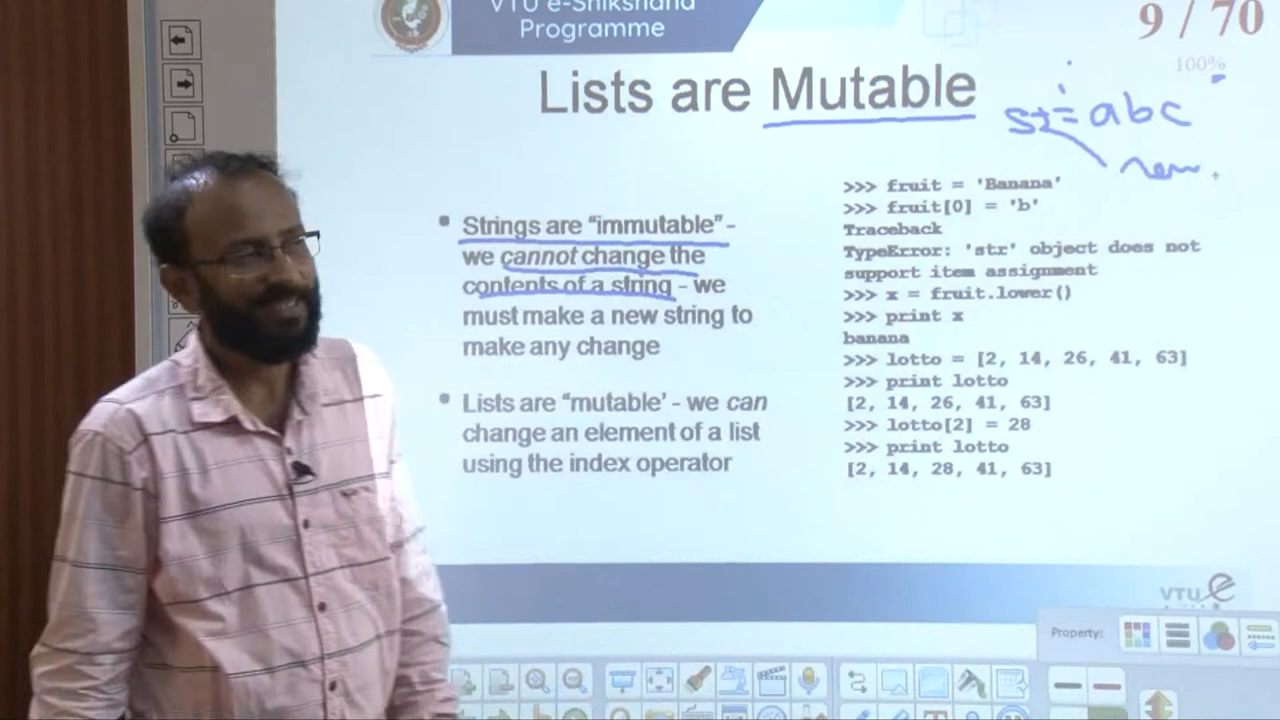 VTU e-Shikshana
Programme
9 / 70
100%
Lists are Mutable
st = abc
new
• Strings are “immutable” -
we cannot change the
contents of a string - we
must make a new string to
make any change
• Lists are “mutable’ - we can
change an element of a list
using the index operator
>>> fruit = 'Banana'
>>> fruit[0] = 'b'
Traceback
TypeError: 'str' object does not
support item assignment
>>> x = fruit.lower()
>>> print x
banana
>>> lotto = [2, 14, 26, 41, 63]
>>> print lotto
[2, 14, 26, 41, 63]
>>> lotto[2] = 28
>>> print lotto
[2, 14, 28, 41, 63]
VTU e
Property: